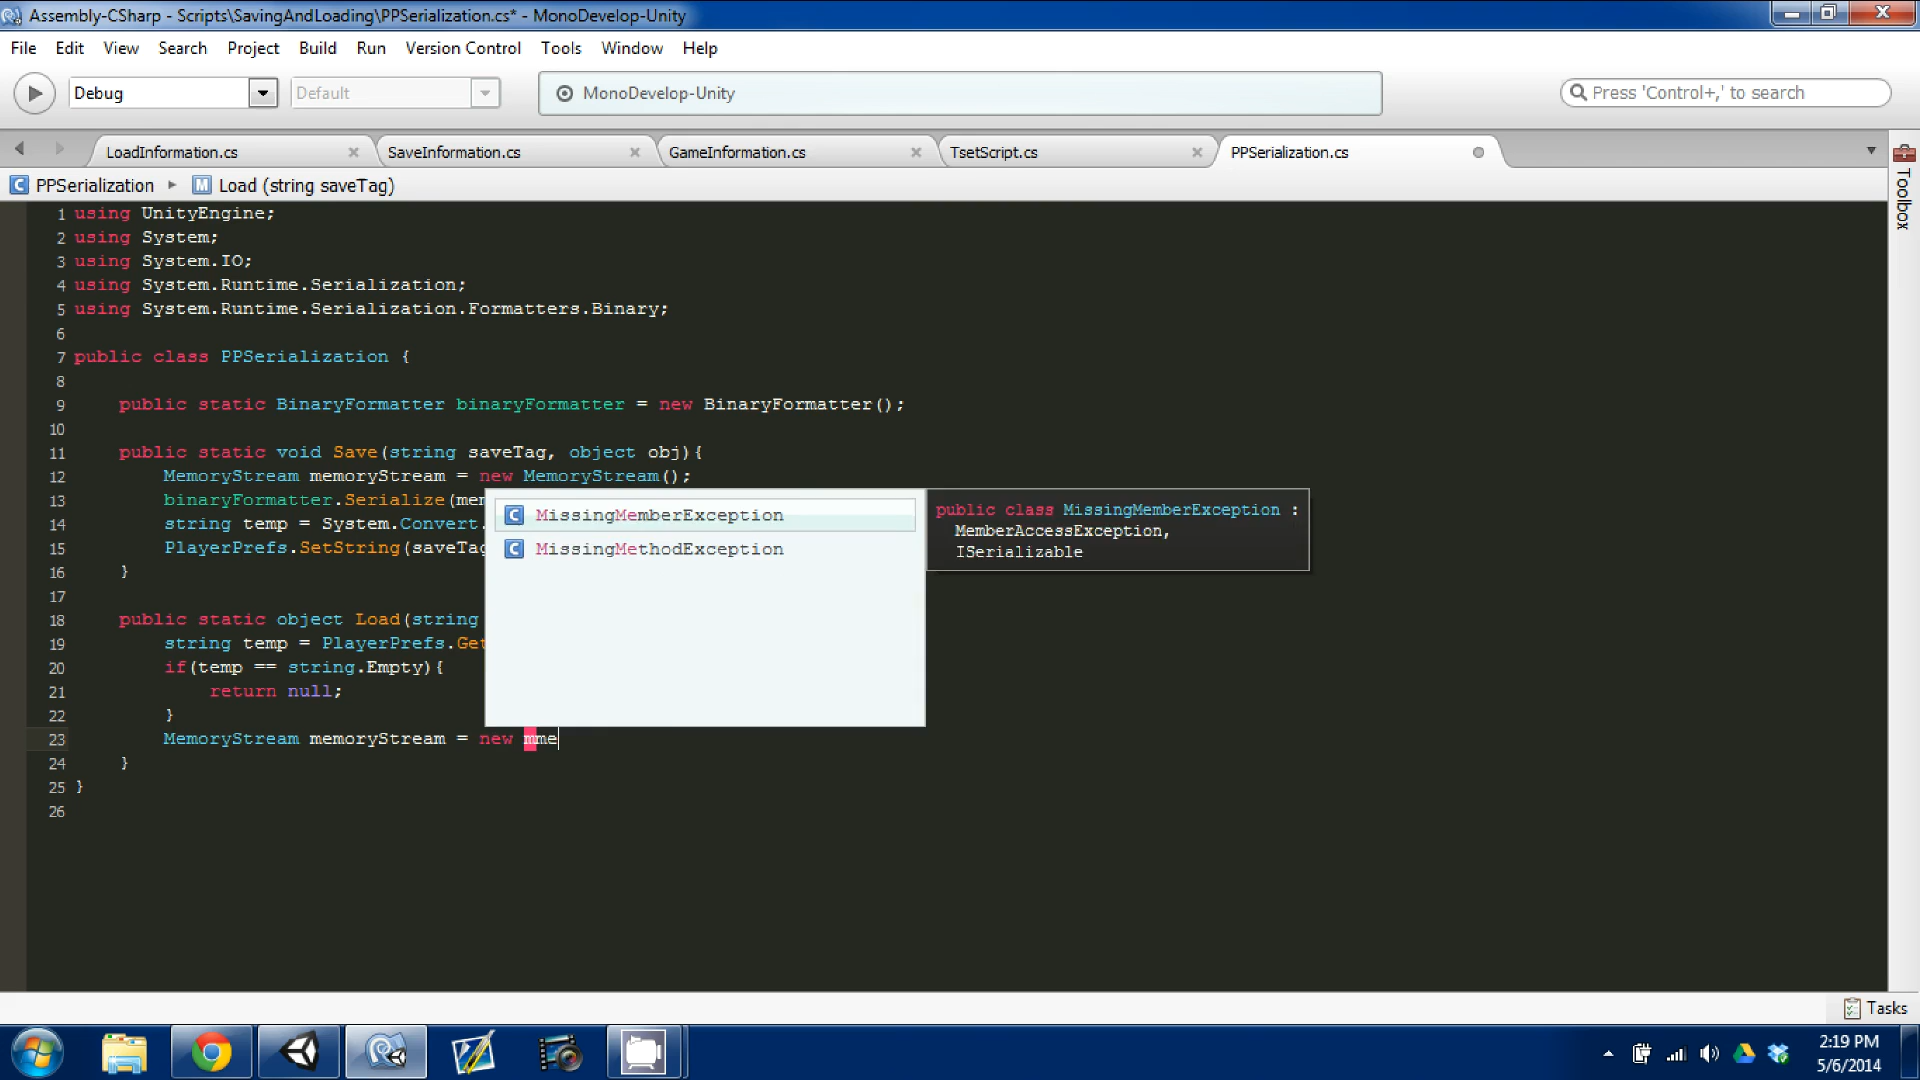 Assembly-CSharp - Scripts\SavingAndLoading\PPSerialization.cs* - MonoDevelop-Unity
File Edit View Search Project Build Run Version Control Tools Window Help
Debug Default MonoDevelop-Unity Press 'Control+,' to search
LoadInformation.cs SaveInformation.cs GameInformation.cs TsetScript.cs PPSerialization.cs
Toolbox
PPSerialization Load (string saveTag)
1 using UnityEngine;
2 using System;
3 using System.IO;
4 using System.Runtime.Serialization;
5 using System.Runtime.Serialization.Formatters.Binary;
6
7 public class PPSerialization {
8
9 public static BinaryFormatter binaryFormatter = new BinaryFormatter();
10
11 public static void Save(string saveTag, object obj){
12 MemoryStream memoryStream = new MemoryStream();
13 binaryFormatter.Serialize(mem
14 string temp = System.Convert.
15 PlayerPrefs.SetString(saveTag
16 }
17
18 public static object Load(string
19 string temp = PlayerPrefs.Get
20 if(temp == string.Empty){
21 return null;
22 }
23 MemoryStream memoryStream = new mme
24 }
25 }
26
MissingMemberException
MissingMethodException
public class MissingMemberException :
MemberAccessException,
ISerializable
Tasks
2:19 PM
5/6/2014